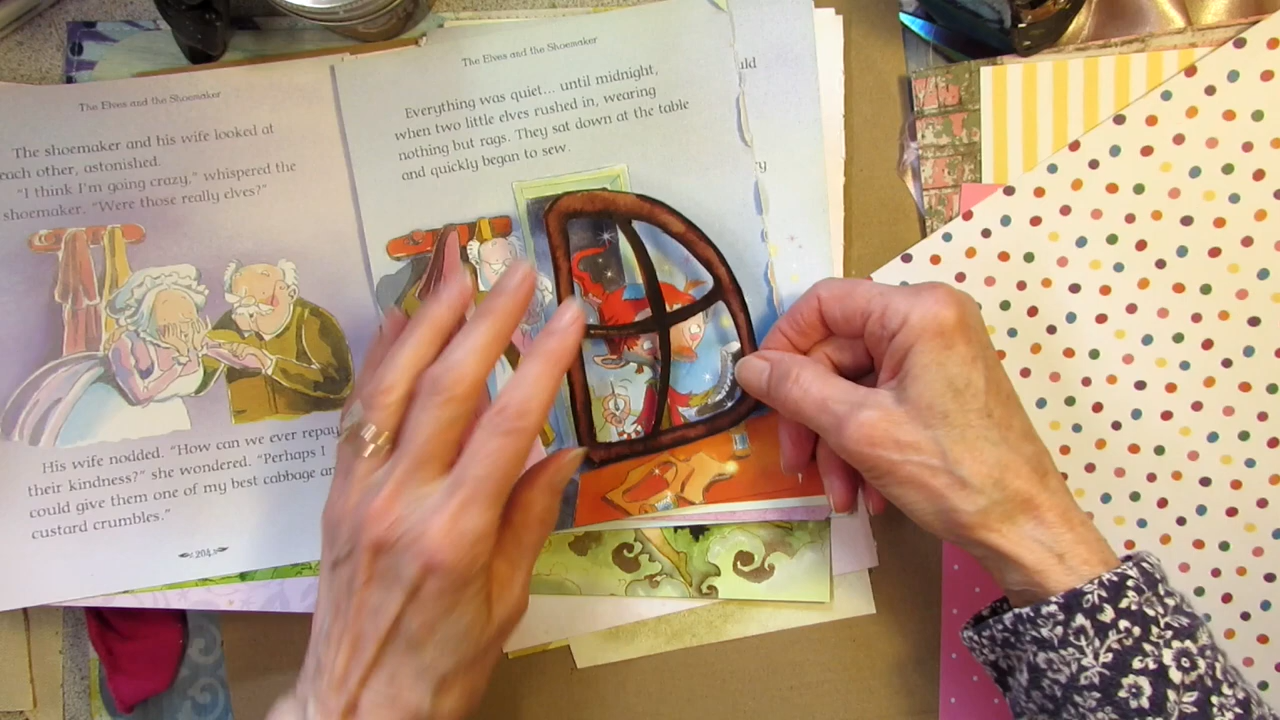 The Elves and the Shoemaker
The shoemaker and his wife looked at
each other, astonished.
"I think I'm going crazy," whispered the
shoemaker. "Were those really elves?"
His wife nodded. "How can we ever repay
their kindness?" she wondered. "Perhaps I
could give them one of my best cabbage an
custard crumbles."
204
The Elves and the Shoemaker
Everything was quiet... until midnight,
when two little elves rushed in, wearing
nothing but rags. They sat down at the table
and quickly began to sew.